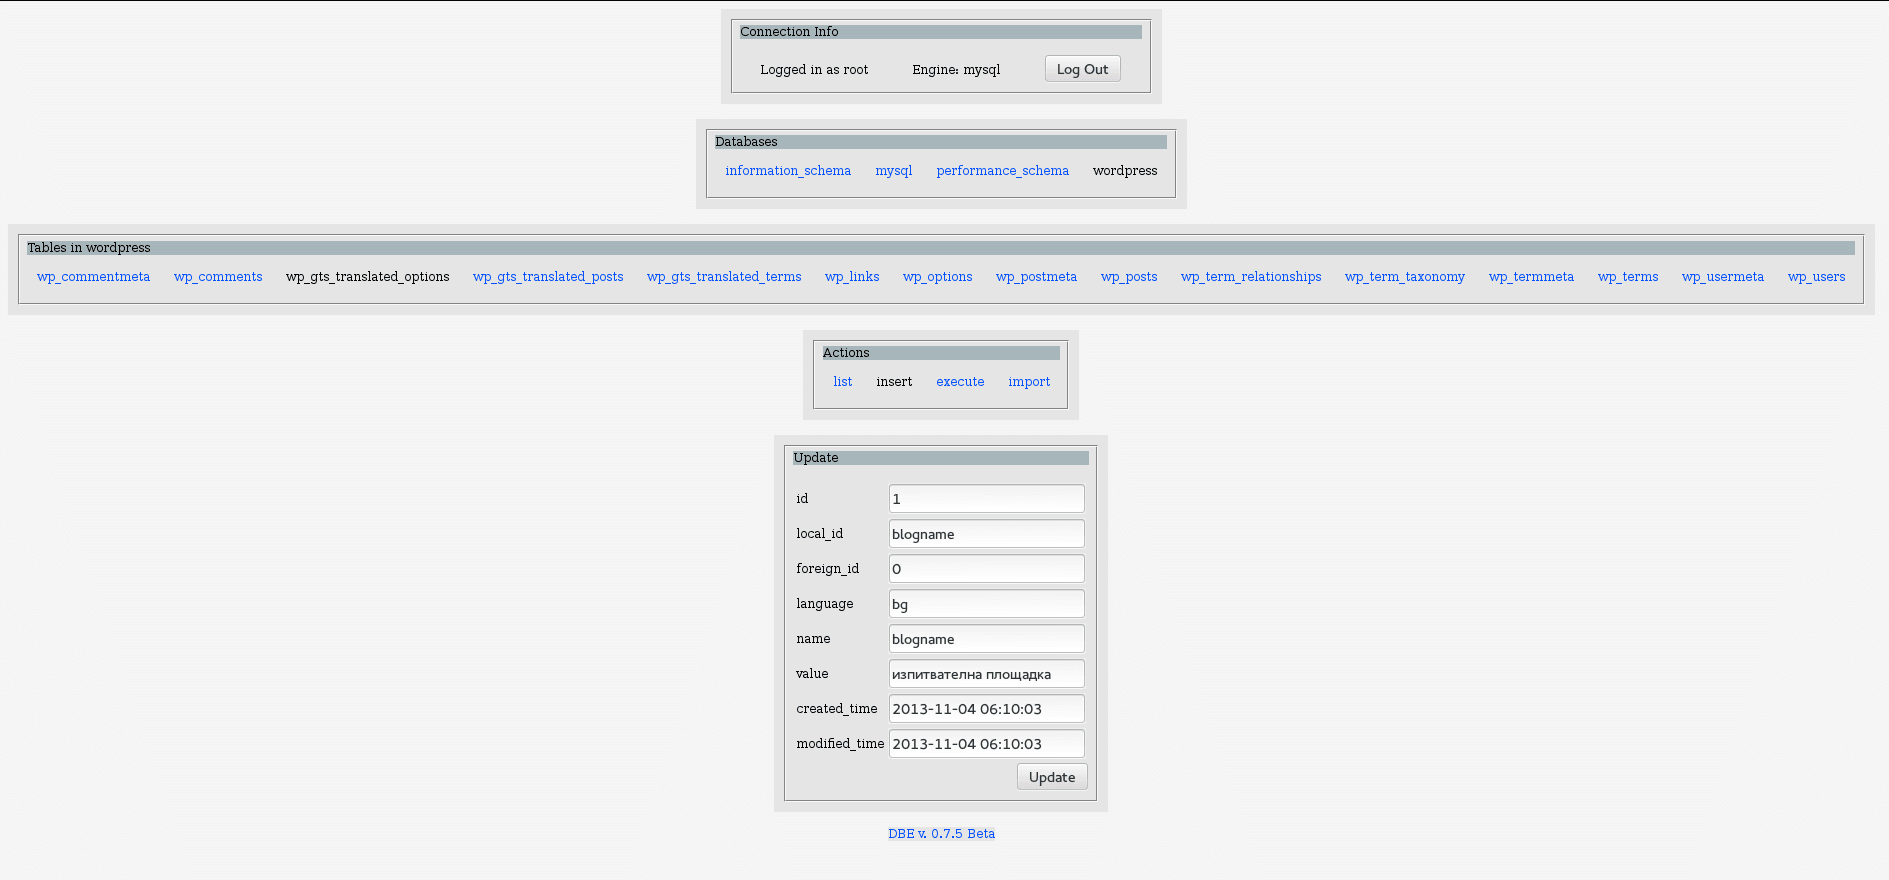 Connection Info
Logged in as root Engine: mysql Log Out
Databases
information_schema mysql performance_schema wordpress
Tables in wordpress
wp_commentmeta wp_comments wp_gts_translated_options wp_gts_translated_posts wp_gts_translated_terms wp_links wp_options wp_postmeta wp_posts wp_term_relationships wp_term_taxonomy wp_termmeta wp_terms wp_usermeta wp_users
Actions
list insert execute import
Update
id 1
local_id blogname
foreign_id 0
language bg
name blogname
value изпитвателна площадка
created_time 2013-11-04 06:10:03
modified_time 2013-11-04 06:10:03
Update
DBE v. 0.7.5 Beta